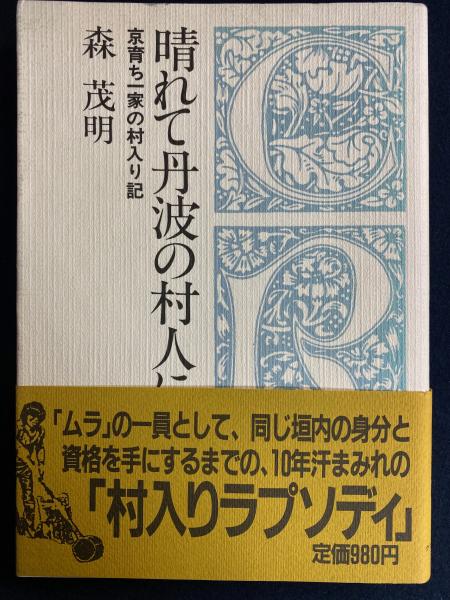 晴れて丹波の村人に
京育ち一家の村入り記
森 茂明
C
R
「ムラ」の一員として、同じ垣内の身分と
資格を手にするまでの、10年汗まみれの
「村入りラプソディ」
定価980円